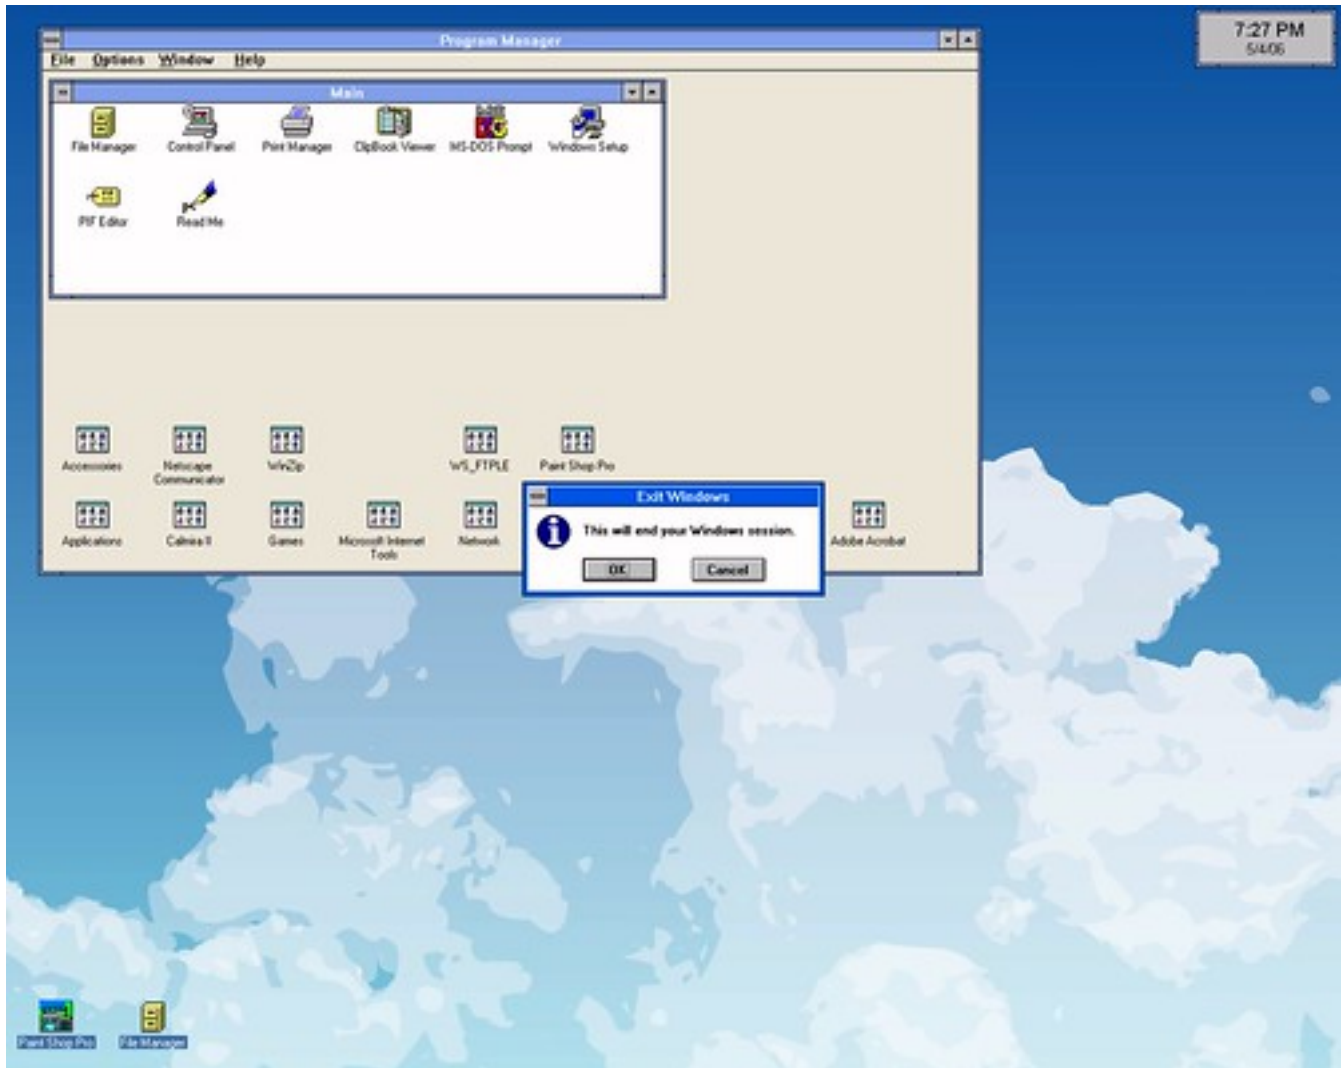 7:27 PM
5/4/06
Program Manager
File Options Window Help
Main
File Manager Control Panel Print Manager ClipBook Viewer MS-DOS Prompt Windows Setup
PIF Editor Read Me
Accessories Netscape Communicator WinZip WS_FTPLE Paint Shop Pro
Exit Windows
This will end your Windows session.
OK Cancel
Applications Calmira II Games Microsoft Internet Tools Network Adobe Acrobat
Paint Shop Pro File Manager